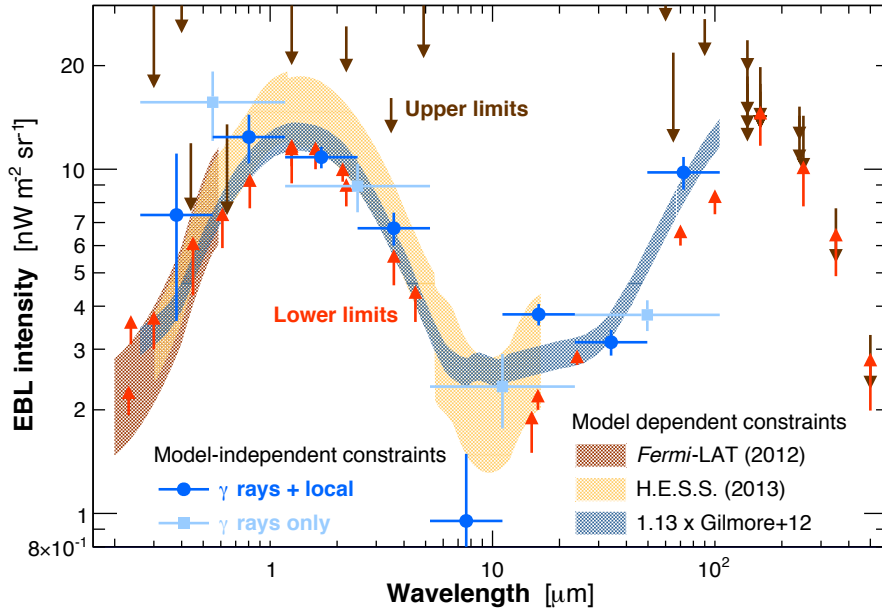 EBL intensity [nW m⁻² sr⁻¹]
20
10
7
6
5
4
3
2
1
8×10⁻¹
Upper limits
Lower limits
Model-independent constraints
γ rays + local
γ rays only
Model dependent constraints
Fermi-LAT (2012)
H.E.S.S. (2013)
1.13 x Gilmore+12
1
10
10²
Wavelength [μm]